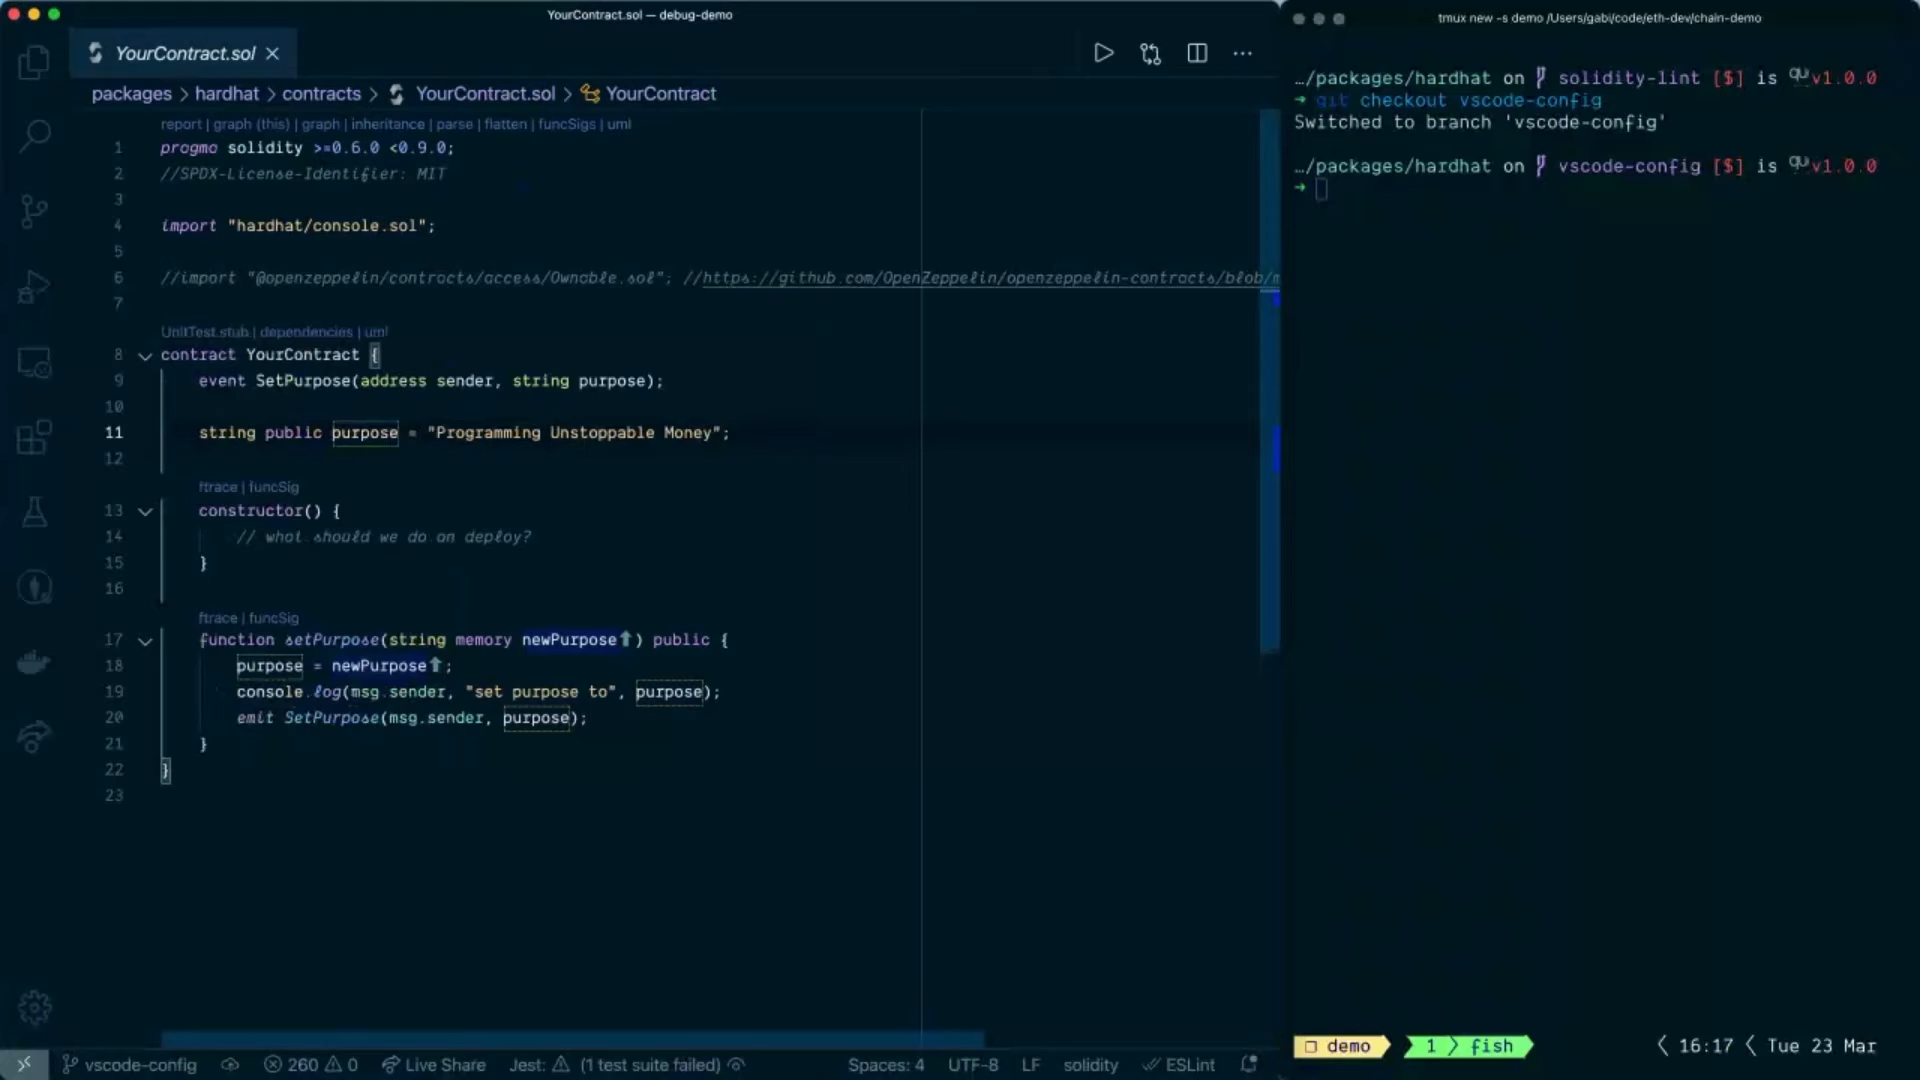 YourContract.sol — debug-demo
YourContract.sol
packages > hardhat > contracts > YourContract.sol > YourContract
report | graph (this) | graph | inheritance | parse | flatten | funcSigs | uml
1 pragma solidity >=0.6.0 <0.9.0;
2 //SPDX-License-Identifier: MIT
3
4 import "hardhat/console.sol";
5
6 //import "@openzeppelin/contracts/access/Ownable.sol"; //https://github.com/OpenZeppelin/openzeppelin-contracts/blob/m
7
UnitTest stub | dependencies | uml
8 contract YourContract {
9 event SetPurpose(address sender, string purpose);
10
11 string public purpose = "Programming Unstoppable Money";
12
ftrace | funcSig
13 constructor() {
14 // what should we do on deploy?
15 }
16
ftrace | funcSig
17 function setPurpose(string memory newPurpose⬆) public {
18 purpose = newPurpose⬆;
19 console.log(msg.sender, "set purpose to", purpose);
20 emit SetPurpose(msg.sender, purpose);
21 }
22 }
23
vscode-config 260 0 Live Share Jest: (1 test suite failed) Spaces: 4 UTF-8 LF solidity ESLint
tmux new -s demo /Users/gabi/code/eth-dev/chain-demo
…/packages/hardhat on solidity-lint [$] is v1.0.0
→ git checkout vscode-config
Switched to branch 'vscode-config'
…/packages/hardhat on vscode-config [$] is v1.0.0
→
demo 1 fish 16:17 Tue 23 Mar